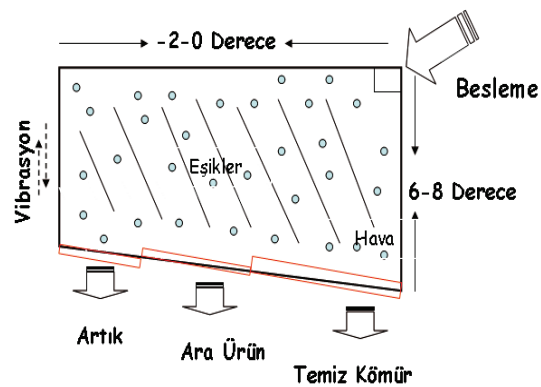 -2-0 Derece
Besleme
Vibrasyon
Eşikler
6-8 Derece
Hava
Artık
Ara Ürün
Temiz Kömür